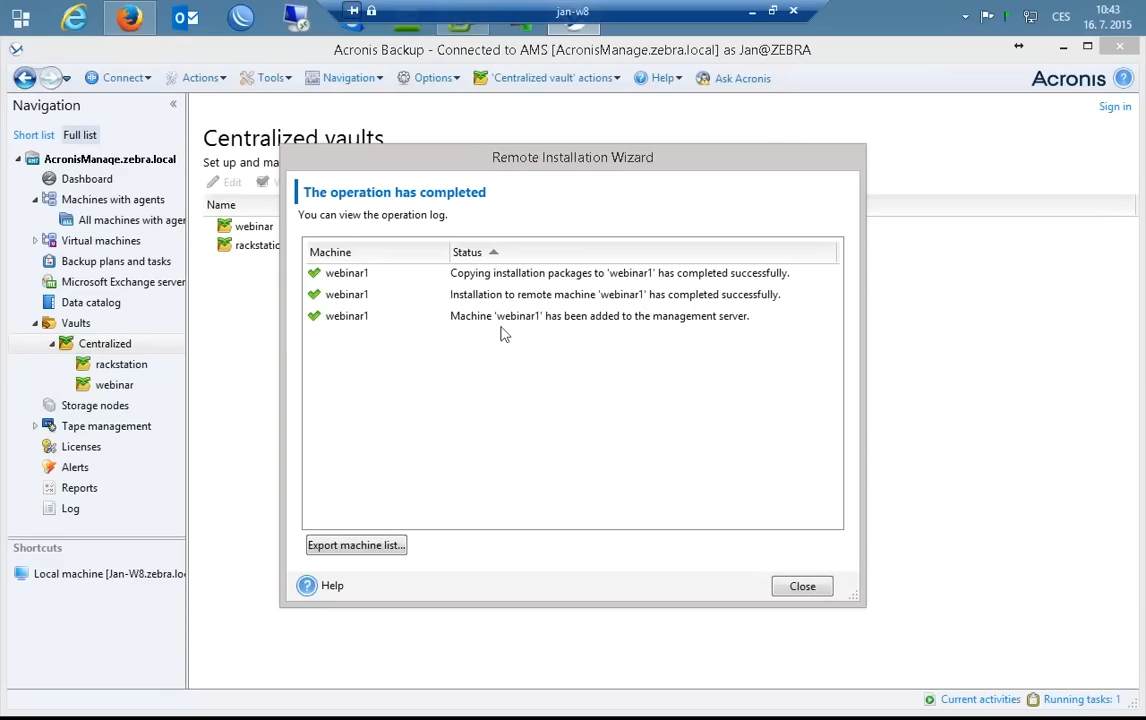 jan-w8
CES
10:43
16. 7. 2015
Acronis Backup - Connected to AMS [AcronisManage.zebra.local] as Jan@ZEBRA
Connect
Actions
Tools
Navigation
Options
'Centralized vault' actions
Help
Ask Acronis
Acronis
Navigation
Short list
Full list
AcronisManage.zebra.local
Dashboard
Machines with agents
All machines with ager
Virtual machines
Backup plans and tasks
Microsoft Exchange server
Data catalog
Vaults
Centralized
rackstation
webinar
Storage nodes
Tape management
Licenses
Alerts
Reports
Log
Shortcuts
Local machine [Jan-W8.zebra.lo
Sign in
Centralized vaults
Set up and ma
Edit
Name
webinar
rackstatio
Remote Installation Wizard
The operation has completed
You can view the operation log.
Machine
Status
webinar1
Copying installation packages to 'webinar1' has completed successfully.
webinar1
Installation to remote machine 'webinar1' has completed successfully.
webinar1
Machine 'webinar1' has been added to the management server.
Export machine list...
Help
Close
Current activities
Running tasks: 1